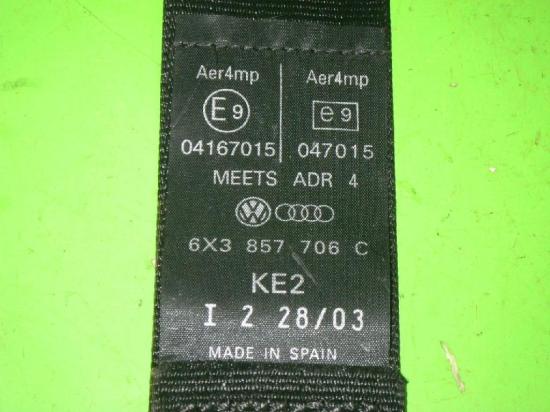 Aer4mp Aer4mp
E9 e9
04167015 047015
MEETS ADR 4
6X3 857 706 C
KE2
I 2 28/03
MADE IN SPAIN